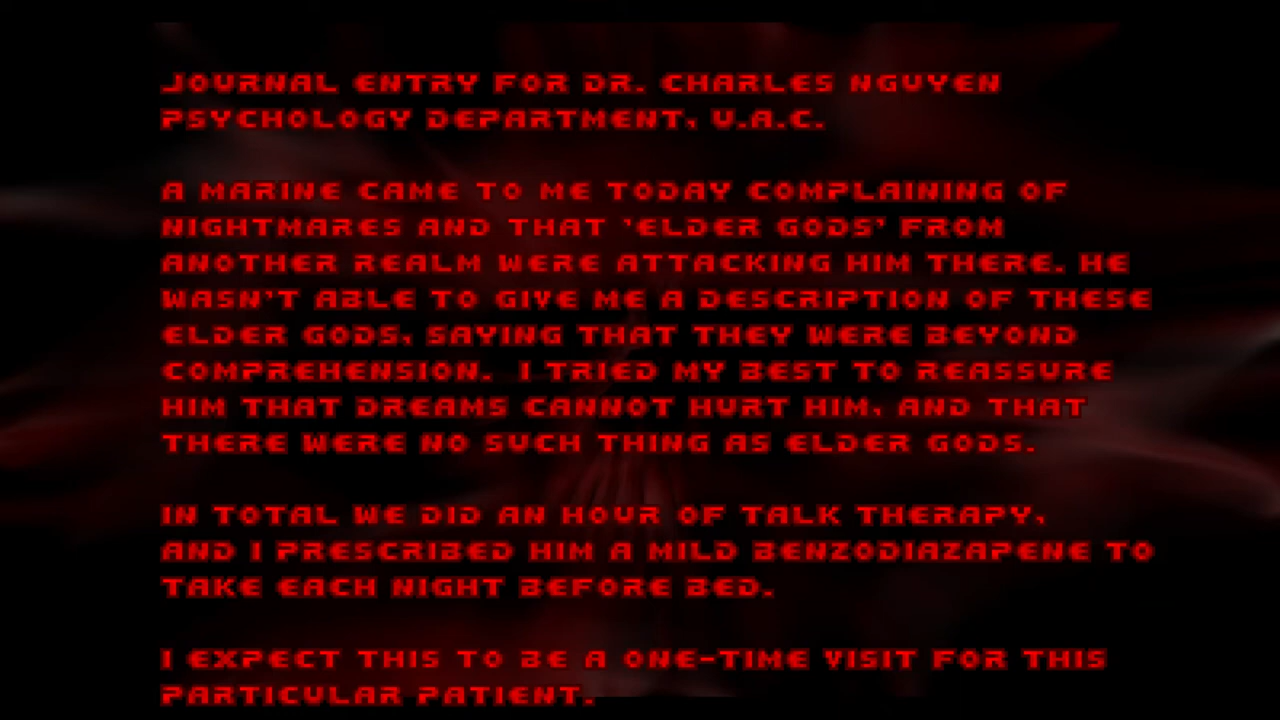 JOURNAL ENTRY FOR DR. CHARLES NGUYEN
PSYCHOLOGY DEPARTMENT, U.A.C.
A MARINE CAME TO ME TODAY COMPLAINING OF
NIGHTMARES AND THAT 'ELDER GODS' FROM
ANOTHER REALM WERE ATTACKING HIM THERE. HE
WASN'T ABLE TO GIVE ME A DESCRIPTION OF THESE
ELDER GODS, SAYING THAT THEY WERE BEYOND
COMPREHENSION. I TRIED MY BEST TO REASSURE
HIM THAT DREAMS CANNOT HURT HIM, AND THAT
THERE WERE NO SUCH THING AS ELDER GODS.
IN TOTAL WE DID AN HOUR OF TALK THERAPY,
AND I PRESCRIBED HIM A MILD BENZODIAZAPENE TO
TAKE EACH NIGHT BEFORE BED.
I EXPECT THIS TO BE A ONE-TIME VISIT FOR THIS
PARTICULAR PATIENT.